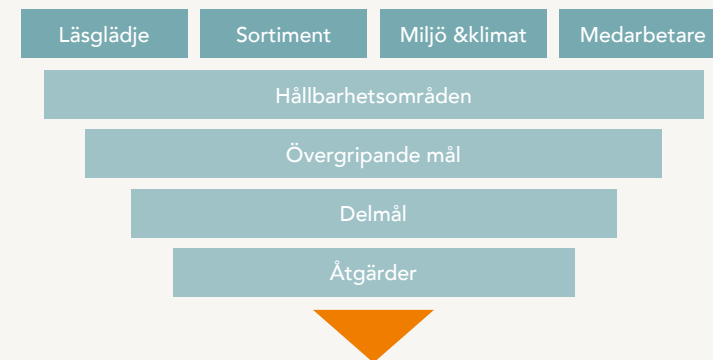 Läsglädje
Sortiment
Miljö &klimat
Medarbetare
Hållbarhetsområden
Övergripande mål
Delmål
Åtgärder